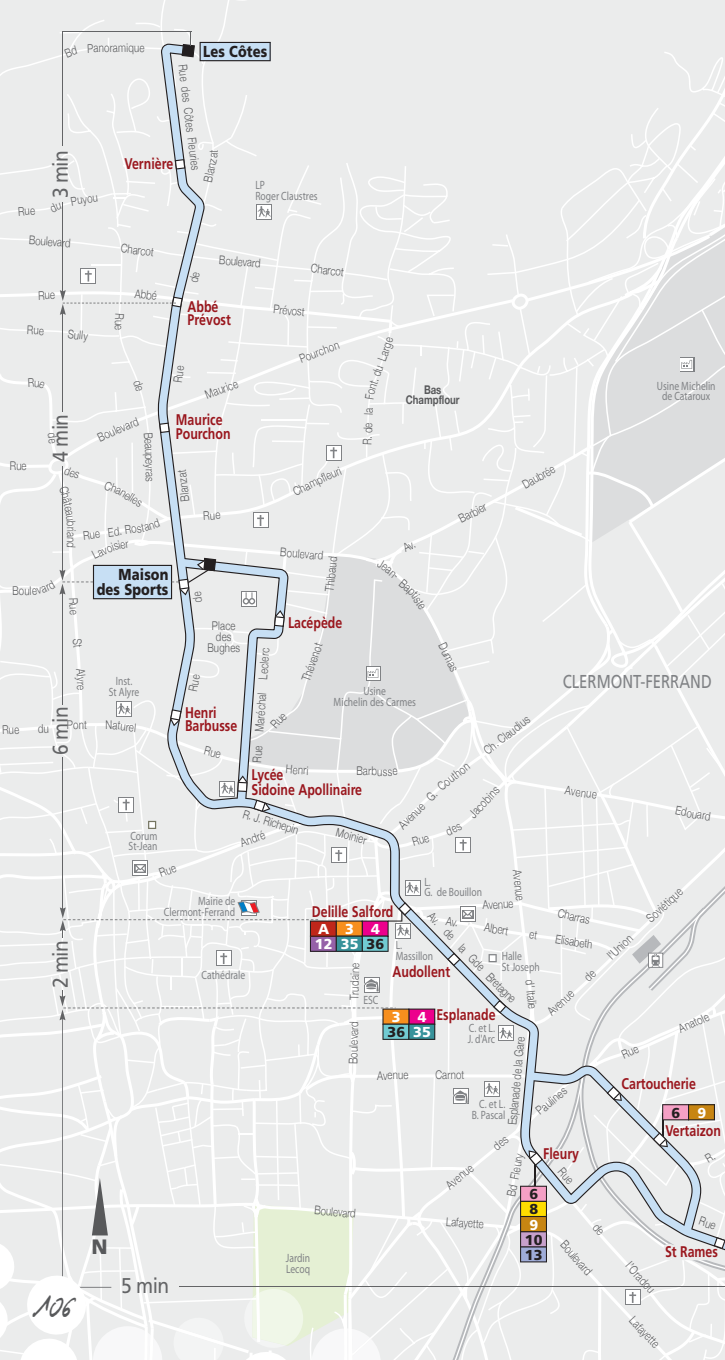 Bd Panoramique
Les Côtes
Rue des Côtes Fleuries
Vernière
Blanzat
3 min
LP
Roger Claustres
Rue du Puyou
Boulevard Charcot
Boulevard Charcot
de
Rue Abbé Prévost
Abbé
Prévost
Rue Sully
Rue
de
Beaupeyras
Rue
Pourchon
Maurice
Boulevard
R. de la Font. du Large
Bas
Champflour
Usine Michelin
de Cataroux
Rue
de
Maurice
Pourchon
4 min
Rue des Chanelles
Châteaubriand
Blanzat
Champfleuri
Rue
Daubrée
Barbier
Av.
Rue Ed. Rostand
Lavoisier
Boulevard
Boulevard
Jean-Baptiste
Dumas
Thibaud
Thévenot
Rue
Maison
des Sports
de
Rue
Rue St Alyre
Place
des
Bughes
Lacépède
Leclerc
Maréchal
Rue
Usine
Michelin des Carmes
CLERMONT-FERRAND
Inst.
St Alyre
6 min
Rue du Pont Naturel
Henri
Barbusse
Rue
Henri Barbusse
Lycée
Sidoine Apollinaire
Ch. Claudius
Avenue G. Couthon
Rue des Jacobins
Avenue
Edouard
R. J. Richepin
Rue André Moinier
Corum
St-Jean
L.
G. de Bouillon
Mairie de
Clermont-Ferrand
Delille Salford
A 3 4
12 35 36
Avenue
d'Italie
Avenue Charras
Av. Albert et Elisabeth
Av. de la Gde Bretagne
L.
Massillon
Audollent
Halle
St Joseph
Avenue de l'Union Soviétique
Cathédrale
2 min
Boulevard Trudaine
ESC
Esplanade
3 4
36 35
C. et L.
J. d'Arc
Esplanade de la Gare
Rue Anatole
Avenue Carnot
C. et L.
B. Pascal
Cartoucherie
6 9
Vertaizon
R.
Avenue des Paulines
Bd Fleury
Fleury
6
8
9
10
13
Rue
de
l'Oradou
Rue
St Rames
Boulevard Lafayette
Boulevard
Lafayette
Jardin
Lecoq
N
5 min
106